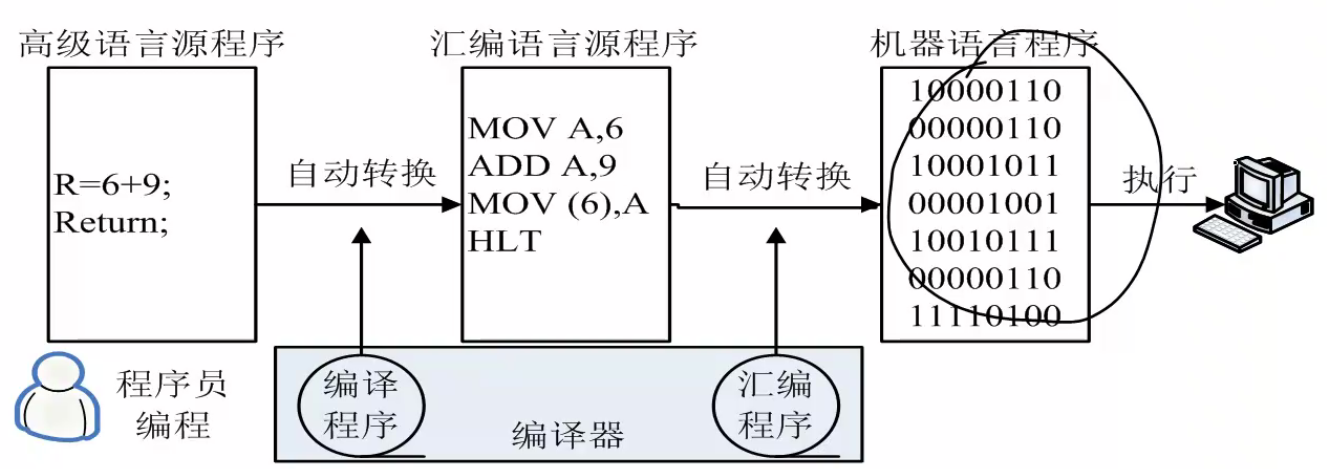 高级语言源程序
汇编语言源程序
机器语言程序
R=6+9;
Return;
自动转换
MOV A,6
ADD A,9
MOV (6),A
HLT
自动转换
10000110
00000110
10001011
00001001
10010111
00000110
11110100
执行
程序员
编程
编译
程序
编译器
汇编
程序